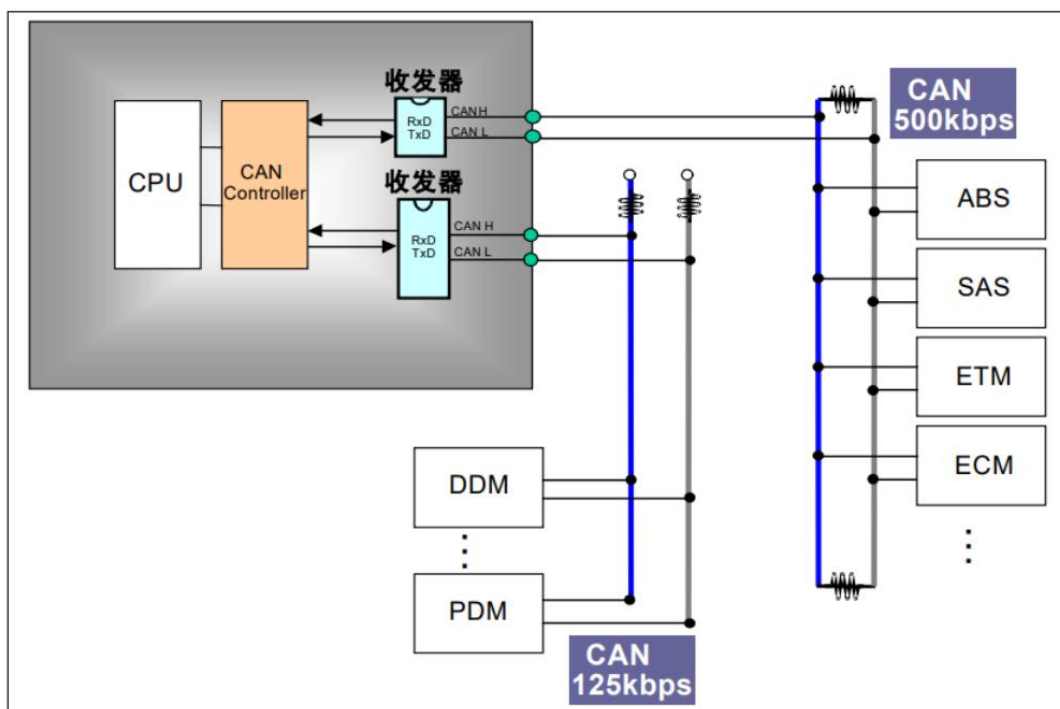 收发器
CAN
500kbps
CPU
CAN
Controller
RxD
TxD
CAN H
CAN L
收发器
RxD
TxD
CAN H
CAN L
ABS
SAS
ETM
ECM
⋮
DDM
⋮
PDM
CAN
125kbps